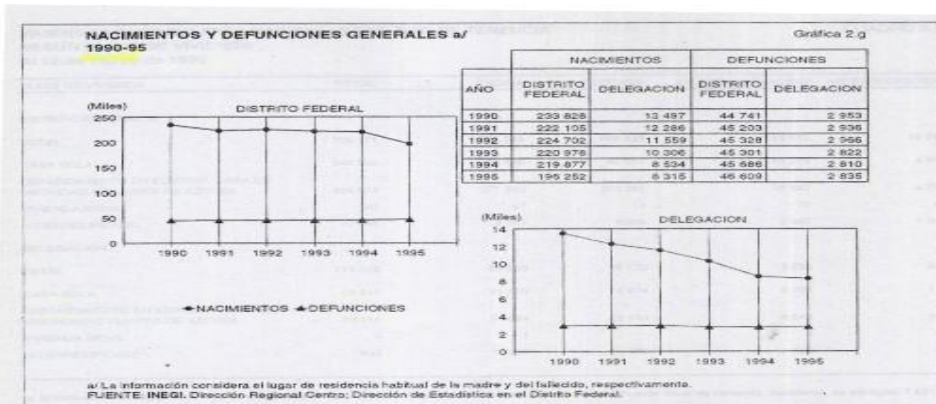 NACIMIENTOS Y DEFUNCIONES GENERALES a/
1990-95
Gráfica 2.g
NACIMIENTOS DEFUNCIONES
AÑO DISTRITO FEDERAL DELEGACION DISTRITO FEDERAL DELEGACION
1990 233 828 13 497 44 741 2 953
1991 222 105 12 286 45 203 2 936
1992 224 702 11 559 45 328 2 966
1993 220 978 10 306 45 301 2 822
1994 219 877 8 534 45 686 2 810
1995 8 315 46 609 2 835
(Miles)
DISTRITO FEDERAL
250
200
150
100
50
0
1990 1991 1992 1993 1994 1995
NACIMIENTOS DEFUNCIONES
(Miles)
DELEGACION
14
12
10
8
6
4
2
0
1990 1991 1992 1993 1994 1995
a/ La información considera el lugar de residencia habitual de la madre y del fallecido, respectivamente.
FUENTE: INEGI. Dirección Regional Centro; Dirección de Estadística en el Distrito Federal.